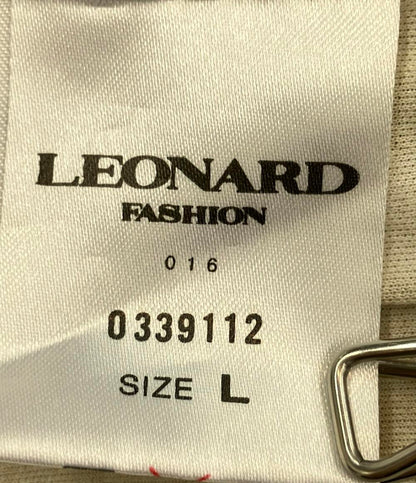 LEONARD
FASHION
016
0339112
SIZE L